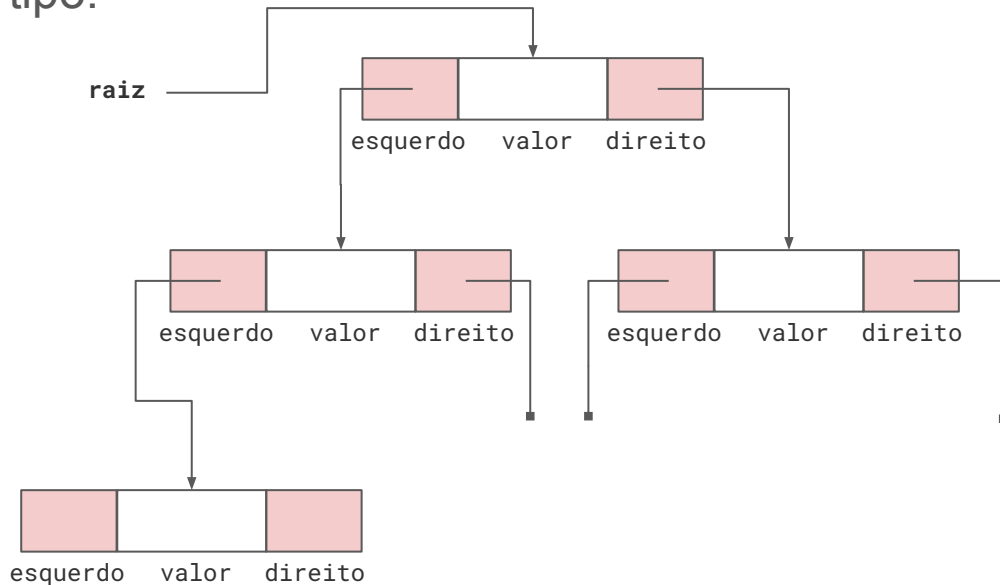 tipo:
raiz
esquerdo valor direito
esquerdo valor direito
esquerdo valor direito
esquerdo valor direito